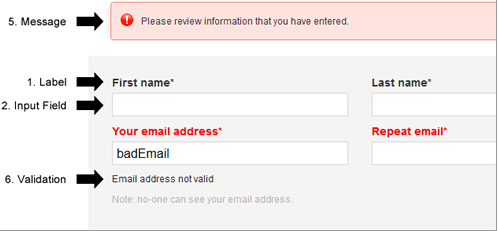 5. Message Please review information that you have entered.
1. Label First name* Last name*
2. Input Field
Your email address* Repeat email*
badEmail
6. Validation Email address not valid
Note: no-one can see your email address.